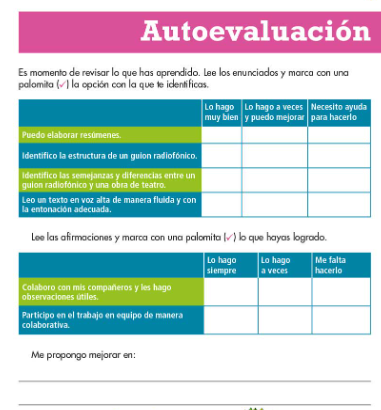 Autoevaluación
Es momento de revisar lo que has aprendido. Lee los enunciados y marca con una
palomita (✓) la opción con la que te identificas.
Lo hago muy bien
Lo hago a veces y puedo mejorar
Necesito ayuda para hacerlo
Puedo elaborar resúmenes.
Identifico la estructura de un guion radiofónico.
Identifico las semejanzas y diferencias entre un
guion radiofónico y una obra de teatro.
Leo un texto en voz alta de manera fluida y con
la entonación adecuada.
Lee las afirmaciones y marca con una palomita (✓) lo que hayas logrado.
Lo hago siempre
Lo hago a veces
Me falta hacerlo
Colaboro con mis compañeros y les hago
observaciones útiles.
Participo en el trabajo en equipo de manera
colaborativa.
Me propongo mejorar en: